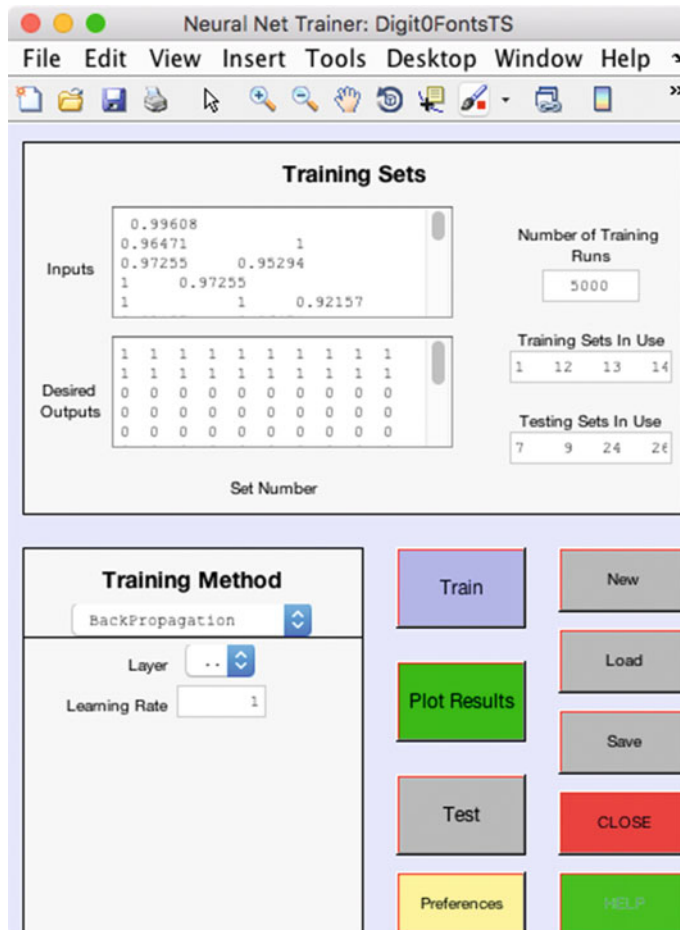 Neural Net Trainer: Digit0FontsTS
File Edit View Insert Tools Desktop Window Help
Training Sets
Inputs
0.99608
0.96471 1
0.97255 0.95294
1 0.97255
1 1 0.92157
Number of Training
Runs
5000
Desired
Outputs
1 1 1 1 1 1 1 1 1 1
1 1 1 1 1 1 1 1 1 1
0 0 0 0 0 0 0 0 0 0
0 0 0 0 0 0 0 0 0 0
0 0 0 0 0 0 0 0 0 0
Training Sets In Use
1 12 13 14
Testing Sets In Use
7 9 24 26
Set Number
Training Method
BackPropagation
Layer ..
Learning Rate 1
Train
New
Plot Results
Load
Save
Test
CLOSE
Preferences
HELP